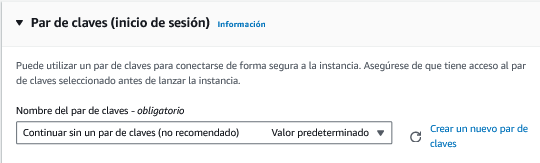 Par de claves (inicio de sesión) Información
Puede utilizar un par de claves para conectarse de forma segura a la instancia. Asegúrese de que tiene acceso al par
de claves seleccionado antes de lanzar la instancia.
Nombre del par de claves - obligatorio
Continuar sin un par de claves (no recomendado) Valor predeterminado
Crear un nuevo par de
claves